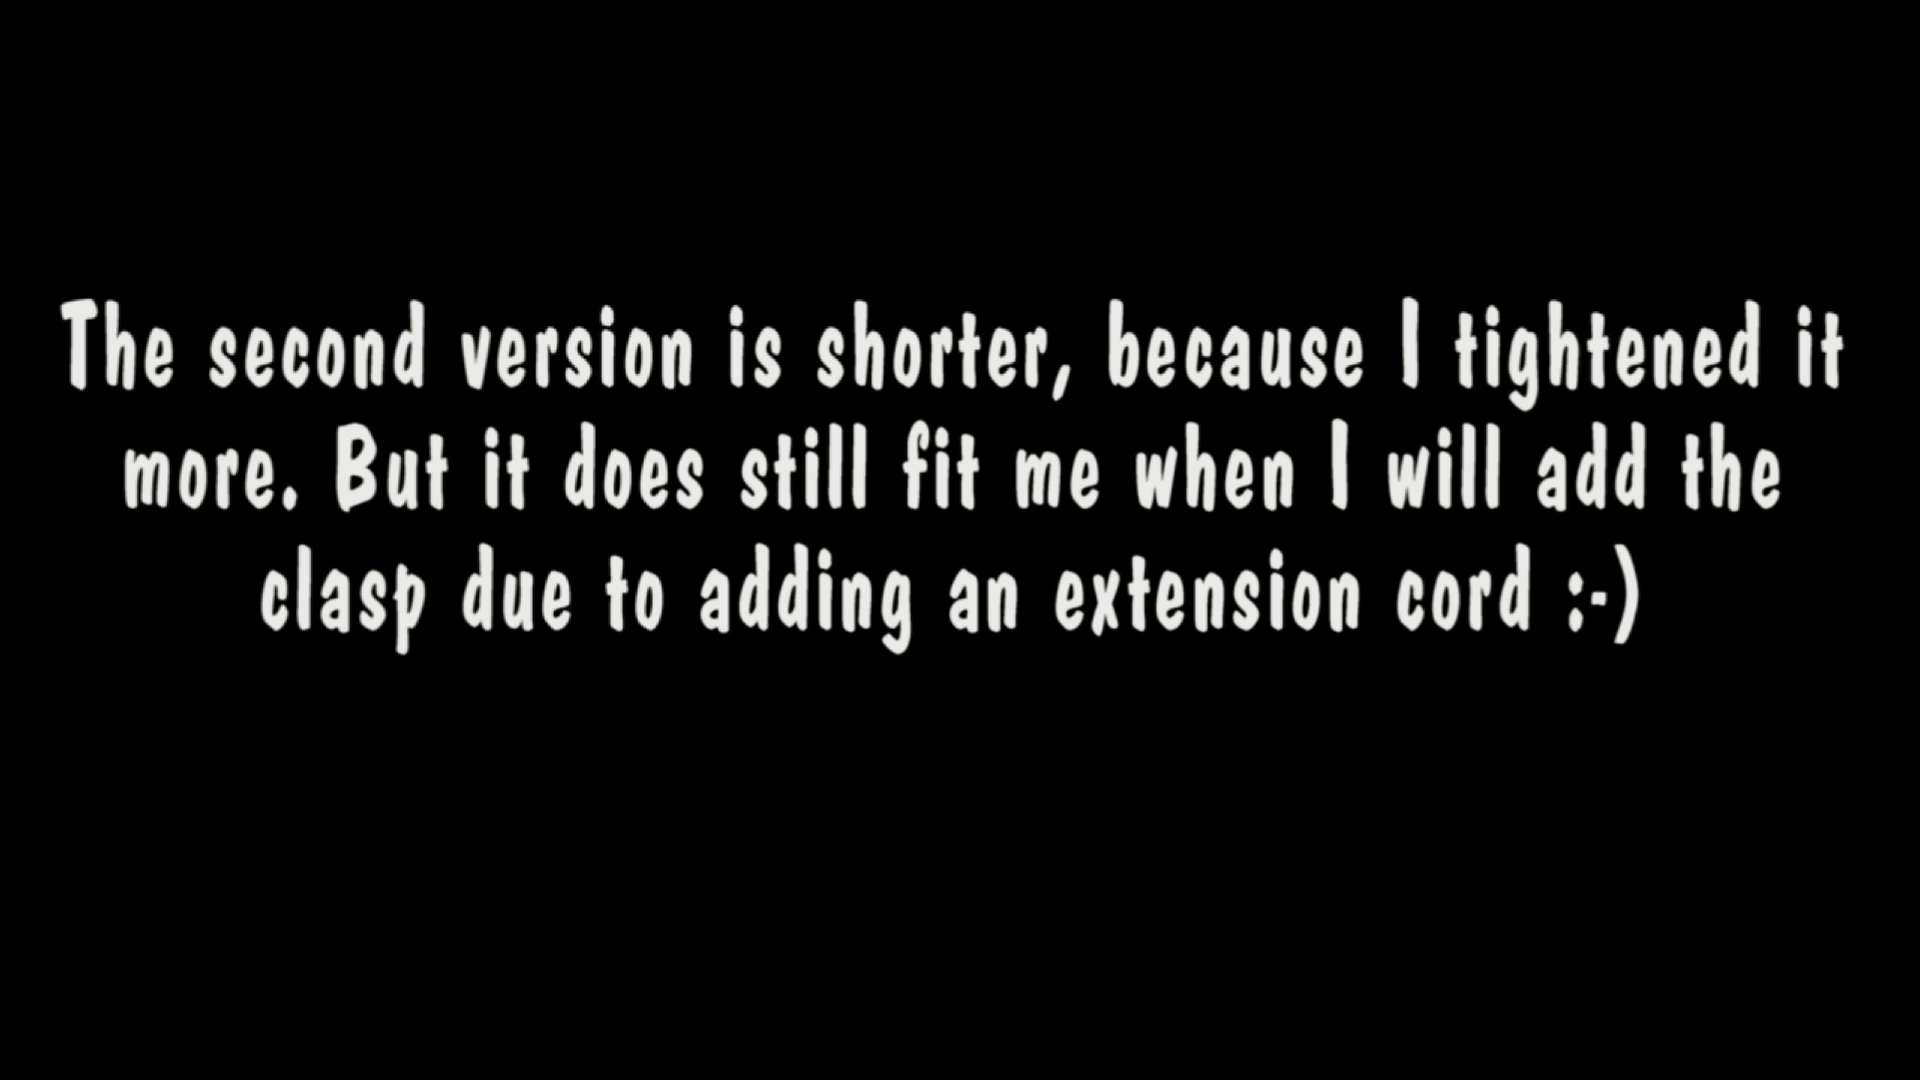 The second version is shorter, because I tightened it
more. But it does still fit me when I will add the
clasp due to adding an extension cord :-)